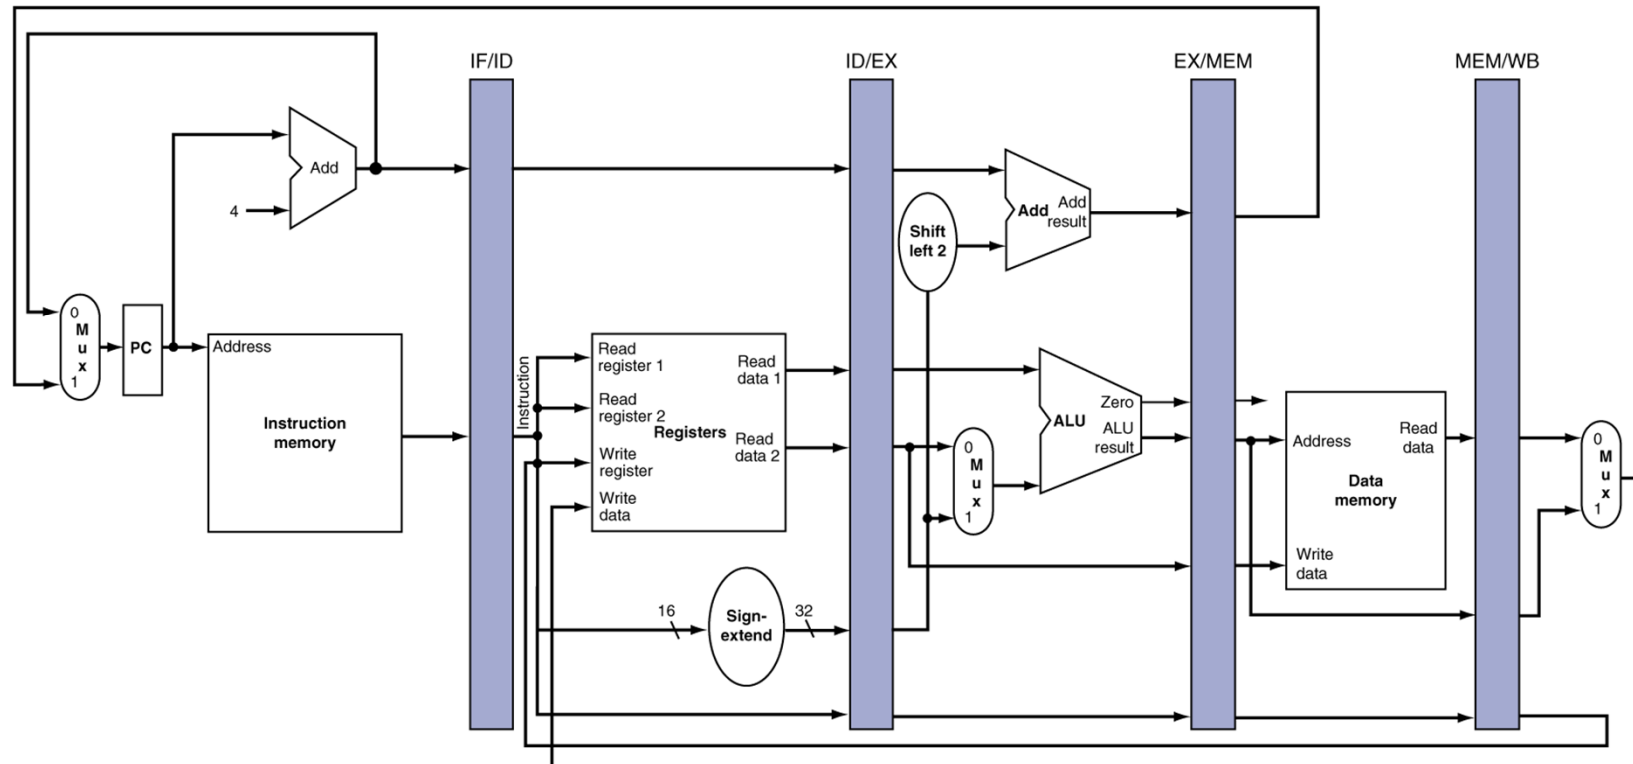 IF/ID
ID/EX
EX/MEM
MEM/WB
Add
4
0
M
u
x
1
PC
Address
Instruction
memory
Instruction
Read
register 1
Read
register 2
Write
register
Write
data
Registers
Read
data 1
Read
data 2
16
Sign-
extend
32
Shift
left 2
Add
Add
result
0
M
u
x
1
ALU
Zero
ALU
result
Address
Read
data
Data
memory
Write
data
0
M
u
x
1